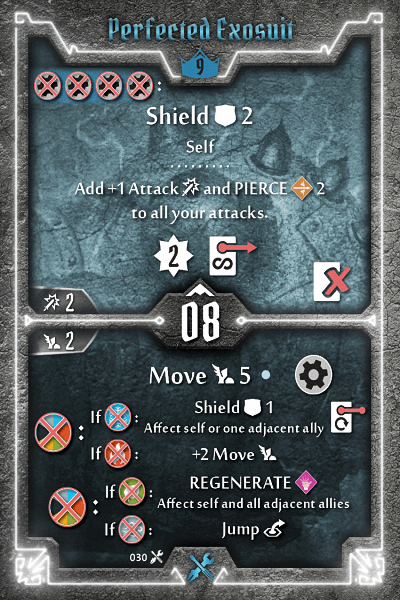 Perfected Exosuit
9
:
Shield 2
Self
Add +1 Attack and PIERCE 2
to all your attacks.
2
2
08
2
Move 5
: If : Shield 1
Affect self or one adjacent ally
If : +2 Move
: If : REGENERATE
Affect self and all adjacent allies
If : Jump
030